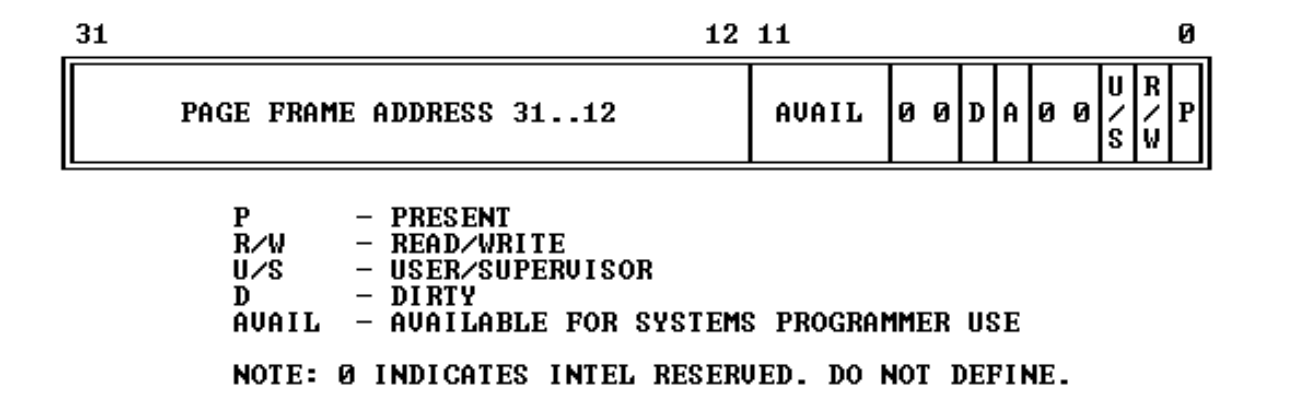 31 12 11 0
PAGE FRAME ADDRESS 31..12 AVAIL 0 0 D A 0 0 U/S R/W P
P - PRESENT
R/W - READ/WRITE
U/S - USER/SUPERVISOR
D - DIRTY
AVAIL - AVAILABLE FOR SYSTEMS PROGRAMMER USE
NOTE: 0 INDICATES INTEL RESERVED. DO NOT DEFINE.